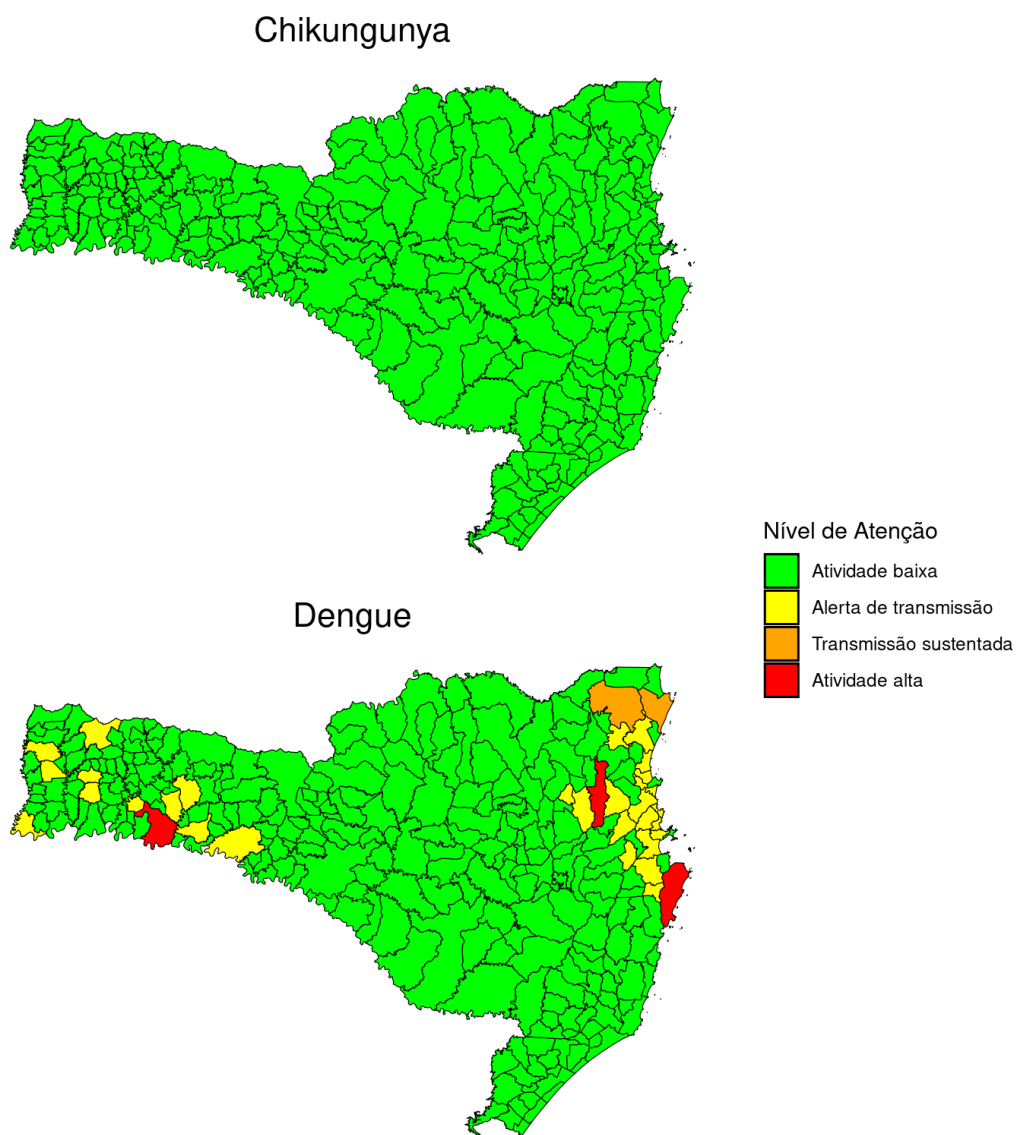 Chikungunya
Nível de Atenção
Atividade baixa
Alerta de transmissão
Transmissão sustentada
Atividade alta
Dengue